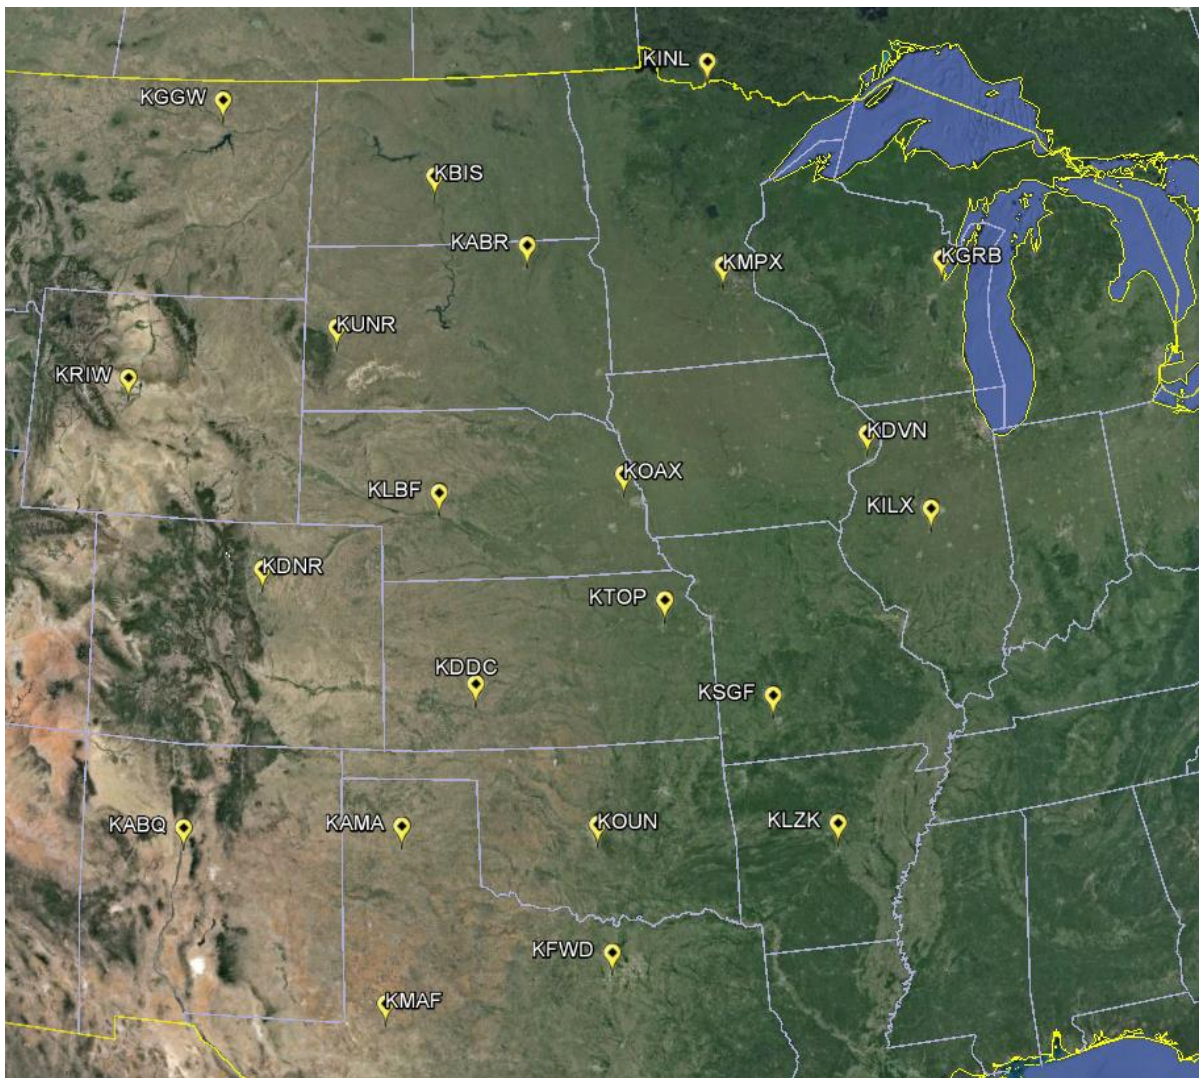 KINL
KGGW
KBIS
KABR
KGRB
KMPX
KUNR
KRIW
KDVN
KOAX
KLBF
KILX
KDNR
KTOP
KDDC
KSGF
KABQ
KAMA
KOUN
KLZK
KFWD
KMAF